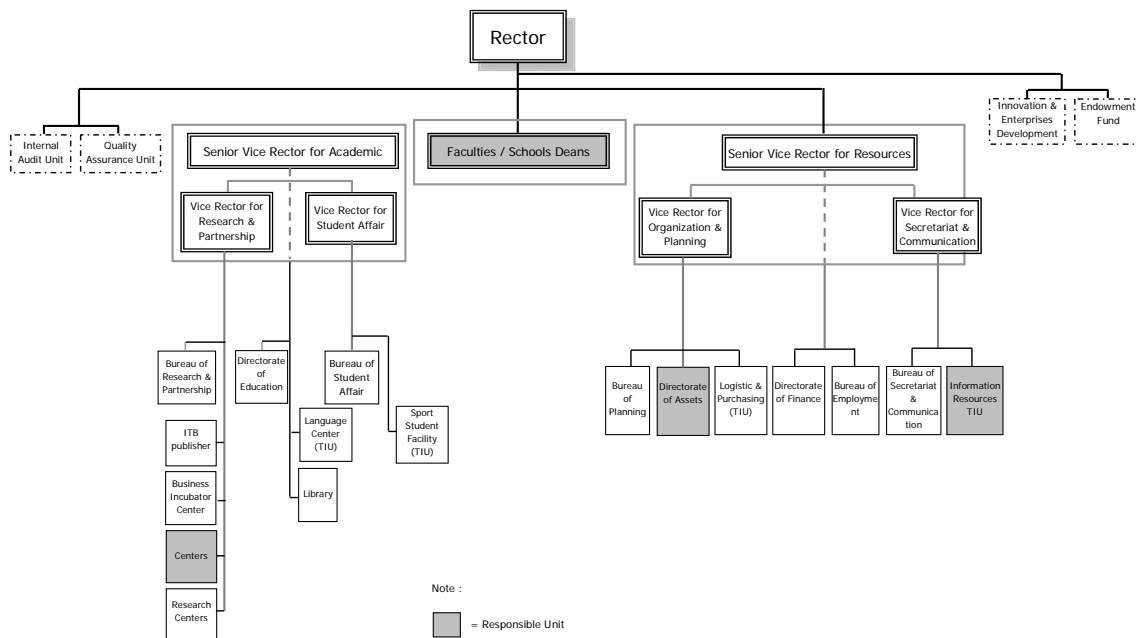 Rector
Internal
Audit Unit
Quality
Assurance Unit
Senior Vice Rector for Academic
Faculties / Schools Deans
Senior Vice Rector for Resources
Innovation &
Enterprises
Development
Endowment
Fund
Vice Rector for
Research &
Partnership
Vice Rector for
Student Affair
Vice Rector for
Organization &
Planning
Vice Rector for
Secretariat &
Communication
Bureau of
Research &
Partnership
Directorate
of
Education
Bureau of
Student
Affair
Bureau
of
Planning
Directorate
of Assets
Logistic &
Purchasing
(TIU)
Directorate
of Finance
Bureau of
Employme
nt
Bureau of
Secretariat
&
Communica
tion
Information
Resources
TIU
ITB
publisher
Language
Center
(TIU)
Sport
Student
Facility
(TIU)
Business
Incubator
Center
Library
Centers
Research
Centers
Note :
= Responsible Unit